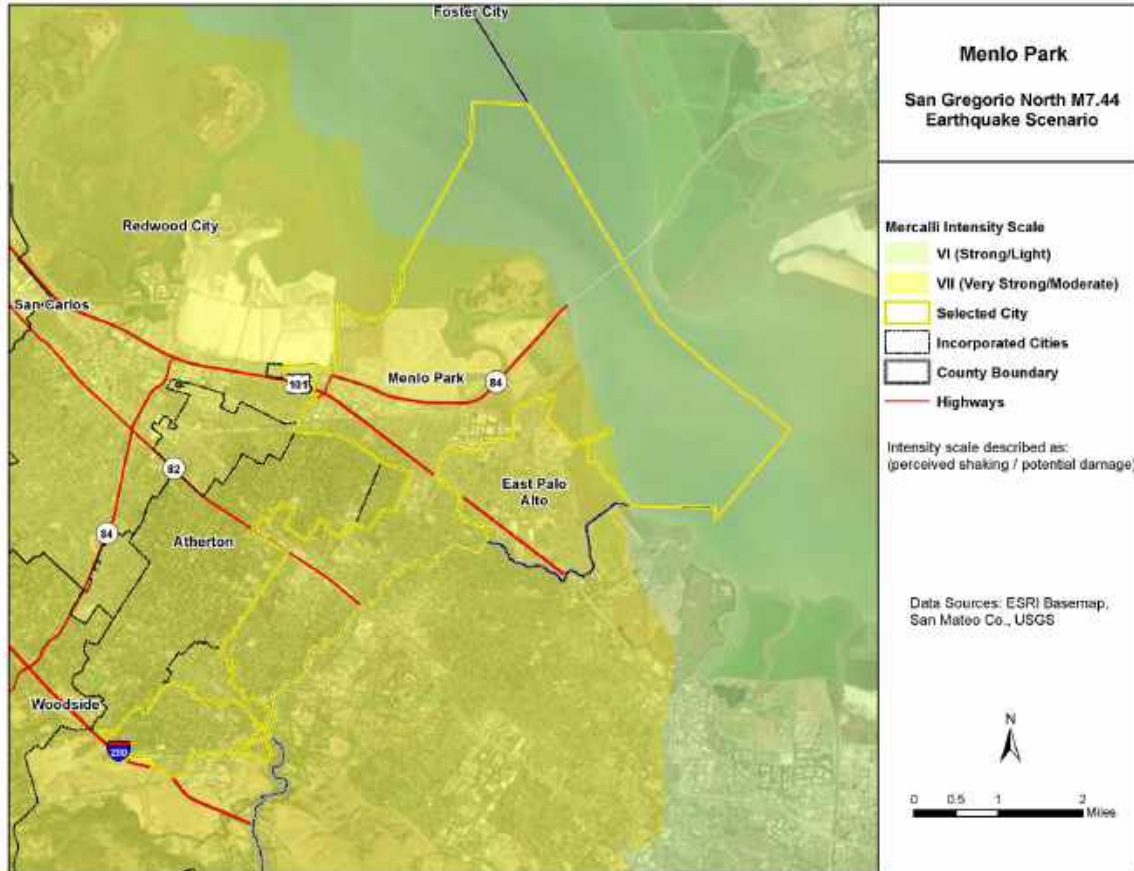 Foster City
Redwood City
San Carlos
101
Menlo Park
84
82
East Palo
Alto
84
Atherton
Woodside
280
Menlo Park
San Gregorio North M7.44
Earthquake Scenario
Mercalli Intensity Scale
VI (Strong/Light)
VII (Very Strong/Moderate)
Selected City
Incorporated Cities
County Boundary
Highways
Intensity scale described as:
(perceived shaking / potential damage)
Data Sources: ESRI Basemap,
San Mateo Co., USGS
N
0 0.5 1 2
Miles